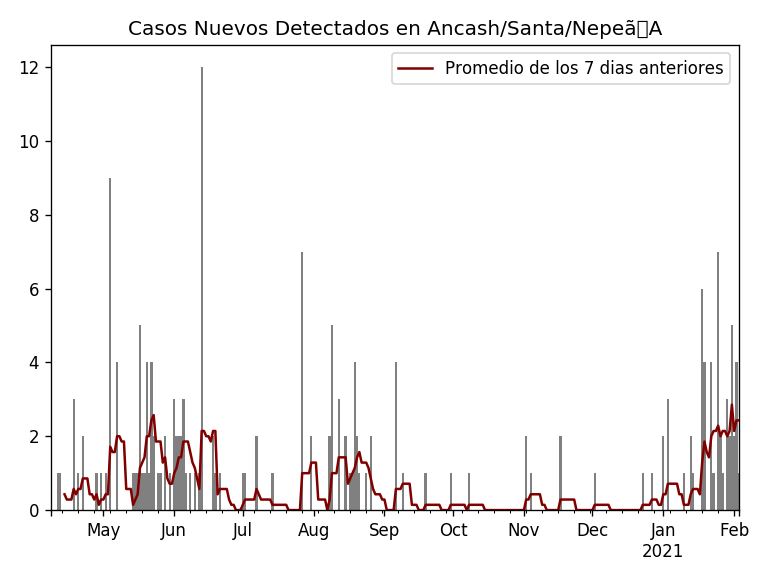 Casos Nuevos Detectados en Ancash/Santa/Nepeã�A
Promedio de los 7 dias anteriores
12
10
8
6
4
2
0
May Jun Jul Aug Sep Oct Nov Dec Jan Feb
2021